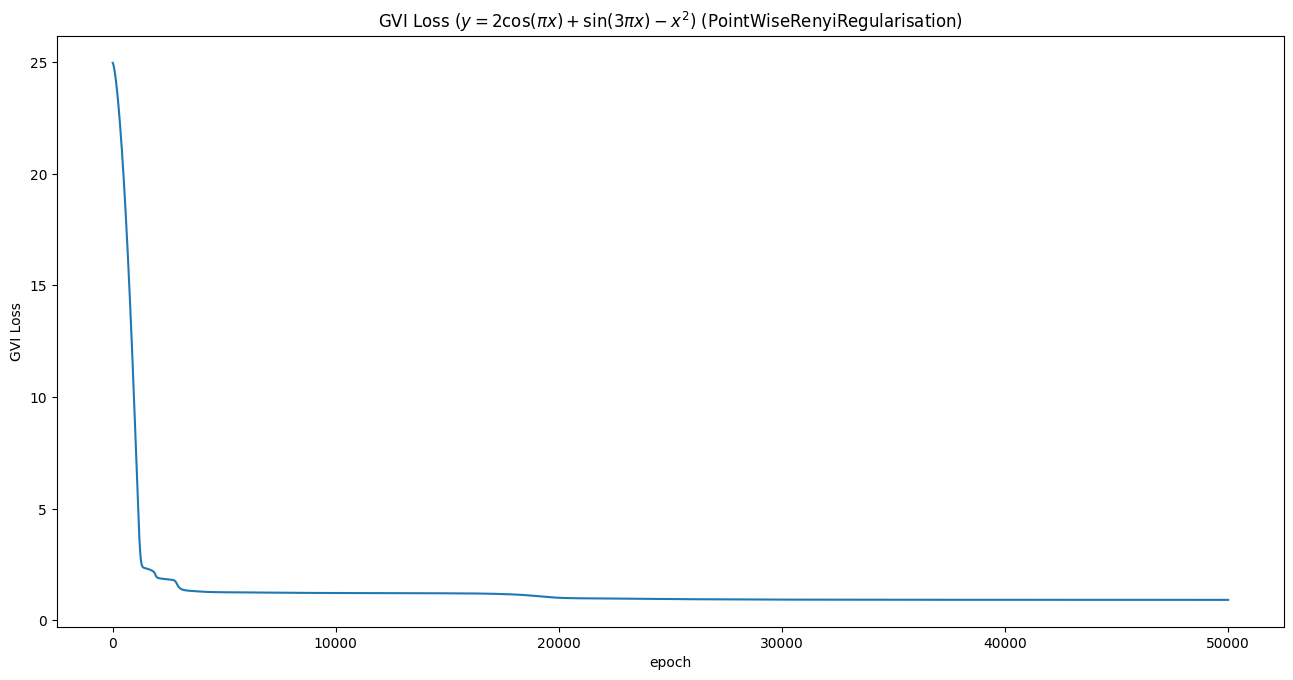 GVI Loss (y = 2cos(πx) + sin(3πx) − x²) (PointWiseRenyiRegularisation)
GVI Loss
25
20
15
10
5
0
0 10000 20000 30000 40000 50000
epoch